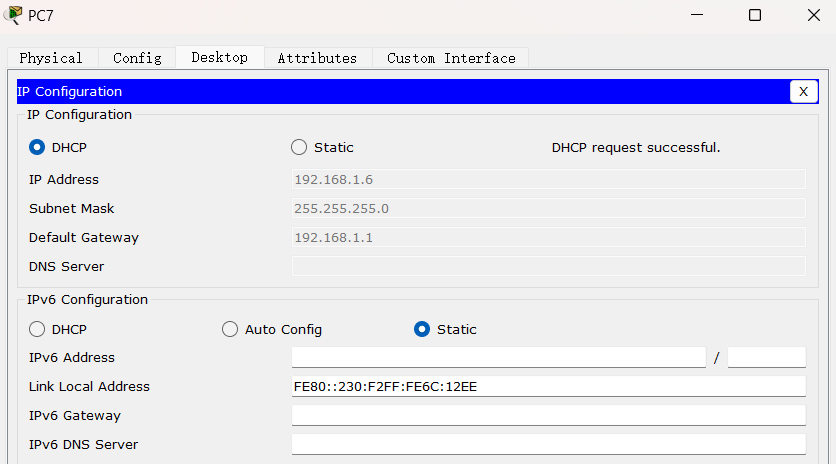 PC7
Physical Config Desktop Attributes Custom Interface
IP Configuration X
IP Configuration
DHCP Static DHCP request successful.
IP Address 192.168.1.6
Subnet Mask 255.255.255.0
Default Gateway 192.168.1.1
DNS Server
IPv6 Configuration
DHCP Auto Config Static
IPv6 Address /
Link Local Address FE80::230:F2FF:FE6C:12EE
IPv6 Gateway
IPv6 DNS Server